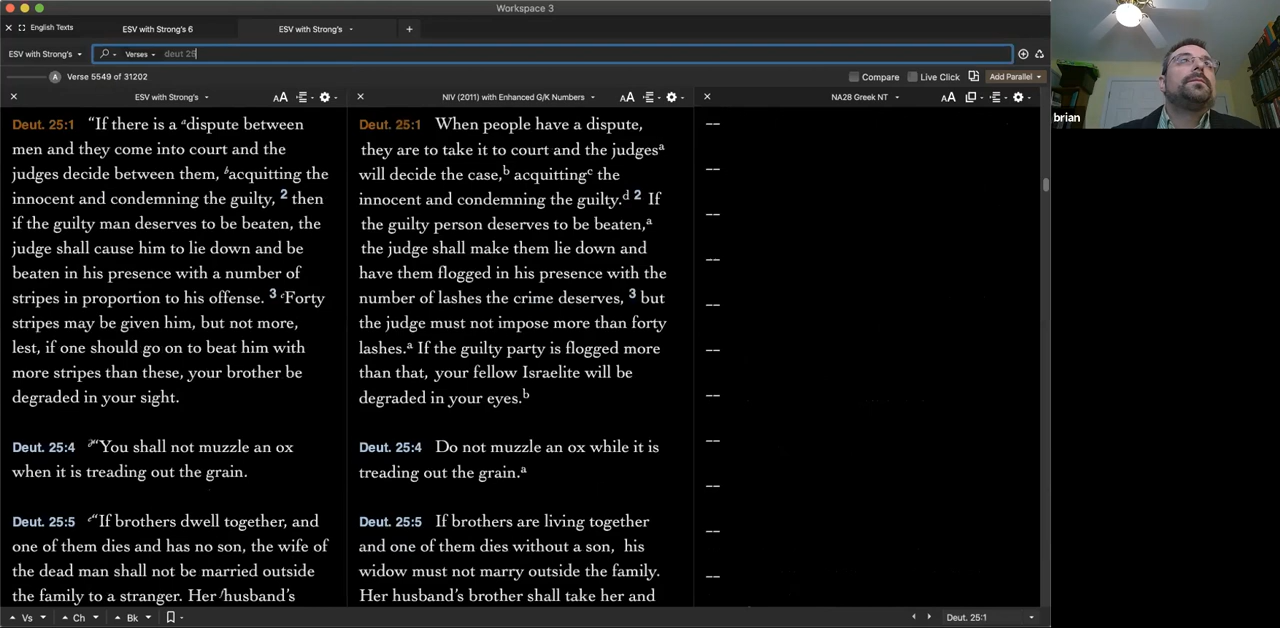 Workspace 3
English Texts
ESV with Strong's 6
ESV with Strong's
ESV with Strong's
Verses
deut 25
Verse 5549 of 31202
Compare
Live Click
Add Parallel
ESV with Strong's
Deut. 25:1 “If there is a ᵃdispute between
men and they come into court and the
judges decide between them, ᵇacquitting the
innocent and condemning the guilty, 2 then
if the guilty man deserves to be beaten, the
judge shall cause him to lie down and be
beaten in his presence with a number of
stripes in proportion to his offense. 3 ᶜForty
stripes may be given him, but not more,
lest, if one should go on to beat him with
more stripes than these, your brother be
degraded in your sight.
Deut. 25:4 ᵈ“You shall not muzzle an ox
when it is treading out the grain.
Deut. 25:5 ᵉ“If brothers dwell together, and
one of them dies and has no son, the wife of
the dead man shall not be married outside
the family to a stranger. Her ᶠhusband’s
NIV (2011) with Enhanced G/K Numbers
Deut. 25:1 When people have a dispute,
they are to take it to court and the judgesᵃ
will decide the case,ᵇ acquittingᶜ the
innocent and condemning the guilty.ᵈ 2 If
the guilty person deserves to be beaten,ᵃ
the judge shall make them lie down and
have them flogged in his presence with the
number of lashes the crime deserves, 3 but
the judge must not impose more than forty
lashes.ᵃ If the guilty party is flogged more
than that, your fellow Israelite will be
degraded in your eyes.ᵇ
Deut. 25:4 Do not muzzle an ox while it is
treading out the grain.ᵃ
Deut. 25:5 If brothers are living together
and one of them dies without a son, his
widow must not marry outside the family.
Her husband’s brother shall take her and
NA28 Greek NT
Vs
Ch
Bk
Deut. 25:1
brian